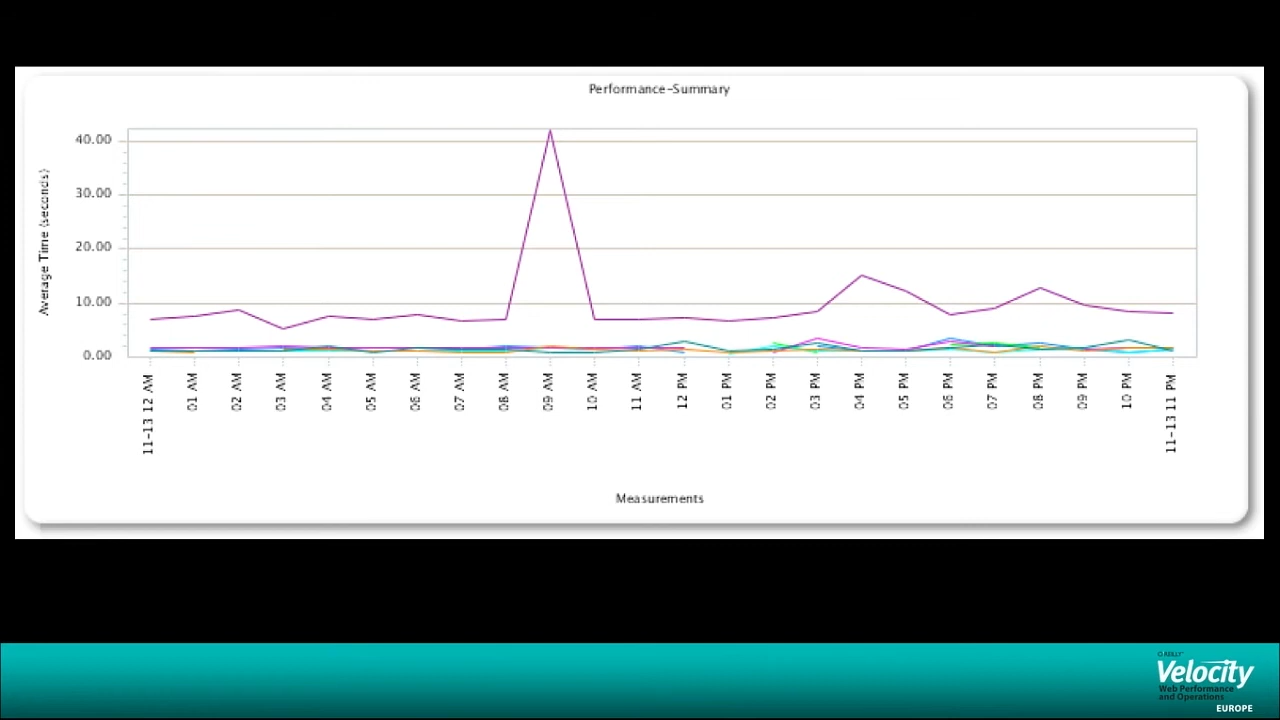 Performance-Summary
40.00
30.00
20.00
10.00
0.00
Average Time (seconds)
11-13 12 AM
01 AM
02 AM
03 AM
04 AM
05 AM
06 AM
07 AM
08 AM
09 AM
10 AM
11 AM
12 PM
01 PM
02 PM
03 PM
04 PM
05 PM
06 PM
07 PM
08 PM
09 PM
10 PM
11-13 11 PM
Measurements
O'REILLY
Velocity
Web Performance
and Operations
EUROPE